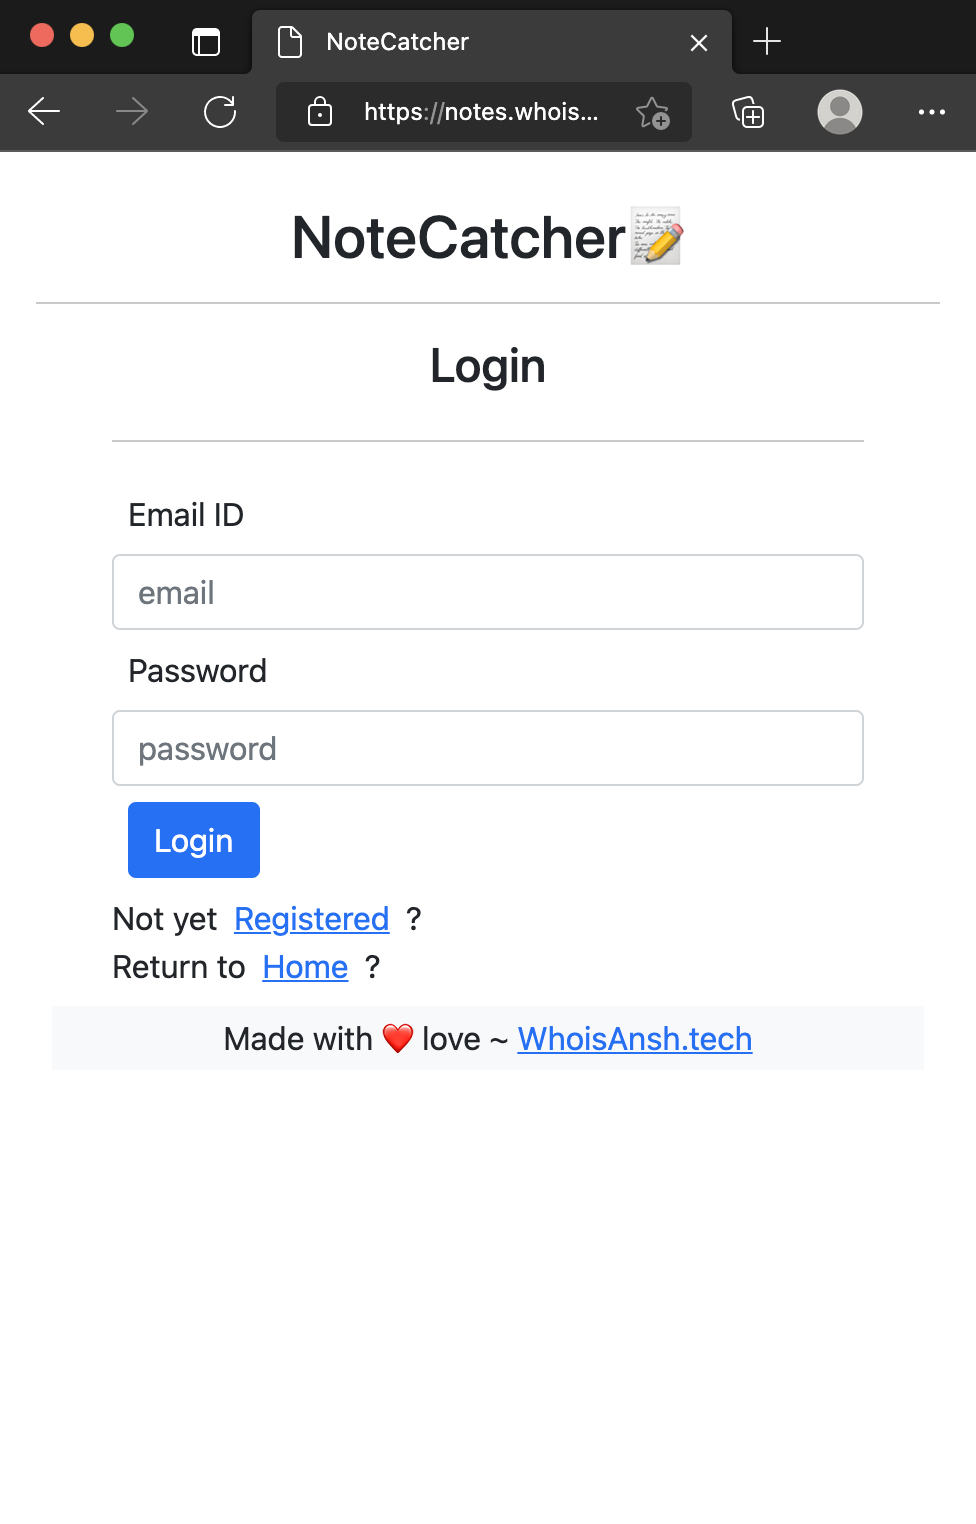 NoteCatcher
https://notes.whois...
NoteCatcher📝
Login
Email ID
email
Password
password
Login
Not yet Registered ?
Return to Home ?
Made with ❤️ love ~ WhoisAnsh.tech